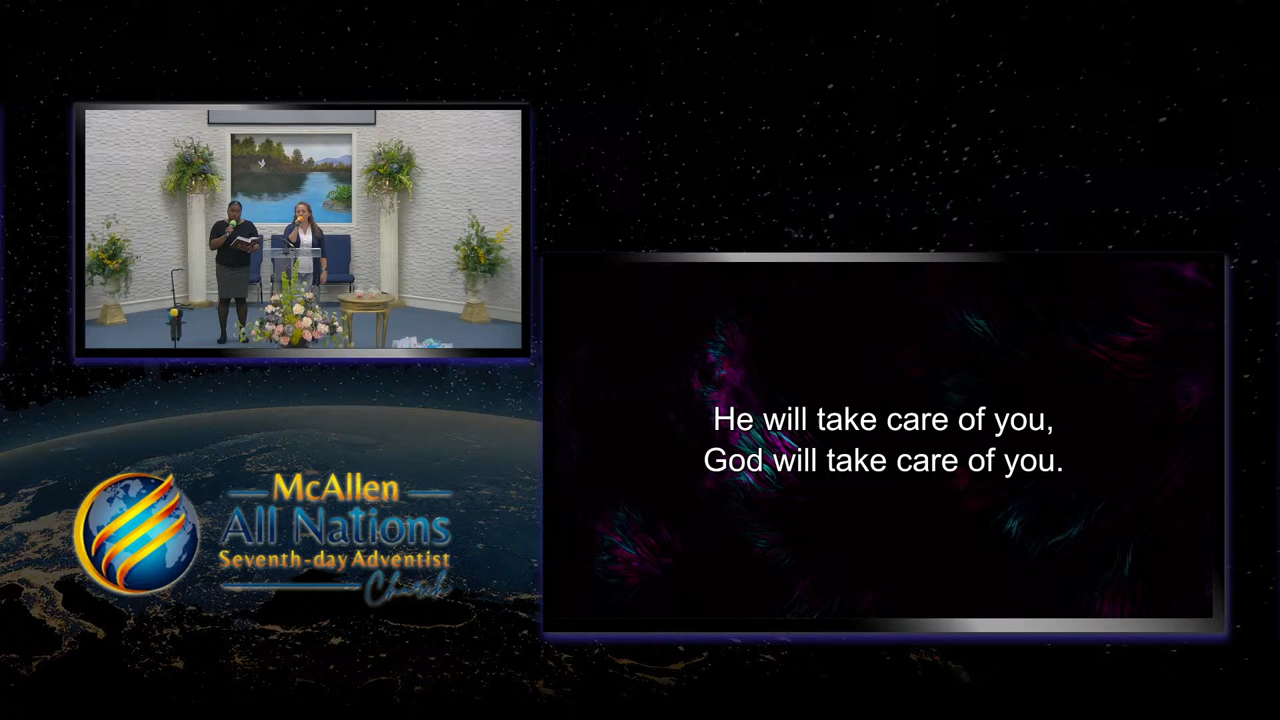 McAllen
All Nations
Seventh-day Adventist
Church
He will take care of you,
God will take care of you.